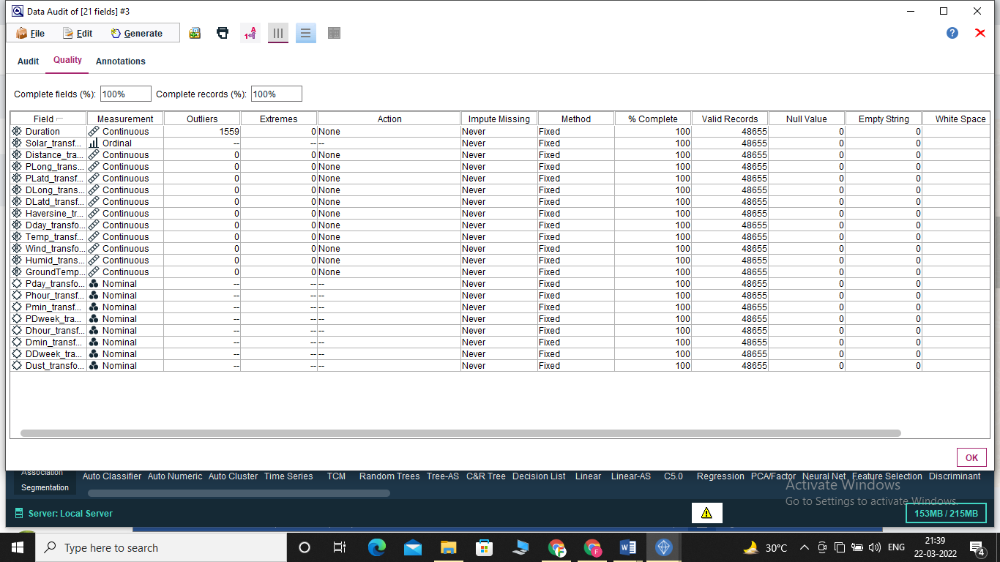 Data Audit of [21 fields] #3
File Edit Generate
Audit Quality Annotations
Complete fields (%): 100% Complete records (%): 100%
Field Measurement Outliers Extremes Action Impute Missing Method % Complete Valid Records Null Value Empty String White Space
Duration Continuous 1559 0 None Never Fixed 100 48655 0 0
Solar_transf... Ordinal -- -- -- Never Fixed 100 48655 0 0
Distance_tra... Continuous 0 0 None Never Fixed 100 48655 0 0
PLong_trans... Continuous 0 0 None Never Fixed 100 48655 0 0
PLatd_transf... Continuous 0 0 None Never Fixed 100 48655 0 0
DLong_trans... Continuous 0 0 None Never Fixed 100 48655 0 0
DLatd_transf... Continuous 0 0 None Never Fixed 100 48655 0 0
Haversine_tr... Continuous 0 0 None Never Fixed 100 48655 0 0
Dday_transfo... Continuous 0 0 None Never Fixed 100 48655 0 0
Temp_transf... Continuous 0 0 None Never Fixed 100 48655 0 0
Wind_transfo... Continuous 0 0 None Never Fixed 100 48655 0 0
Humid_trans... Continuous 0 0 None Never Fixed 100 48655 0 0
GroundTemp... Continuous 0 0 None Never Fixed 100 48655 0 0
Pday_transfo... Nominal -- -- -- Never Fixed 100 48655 0 0
Phour_transf... Nominal -- -- -- Never Fixed 100 48655 0 0
Pmin_transf... Nominal -- -- -- Never Fixed 100 48655 0 0
PDweek_tra... Nominal -- -- -- Never Fixed 100 48655 0 0
Dhour_transf... Nominal -- -- -- Never Fixed 100 48655 0 0
Dmin_transf... Nominal -- -- -- Never Fixed 100 48655 0 0
DDweek_tra... Nominal -- -- -- Never Fixed 100 48655 0 0
Dust_transfo... Nominal -- -- -- Never Fixed 100 48655 0 0
OK
Association
Segmentation
Auto Classifier Auto Numeric Auto Cluster Time Series TCM Random Trees Tree-AS C&R Tree Decision List Linear Linear-AS C5.0 Regression PCA/Factor Neural Net Feature Selection Discriminant
Activate Windows
Go to Settings to activate Windows.
Server: Local Server 153MB / 215MB
Type here to search 30°C ENG 21:39
22-03-2022 4